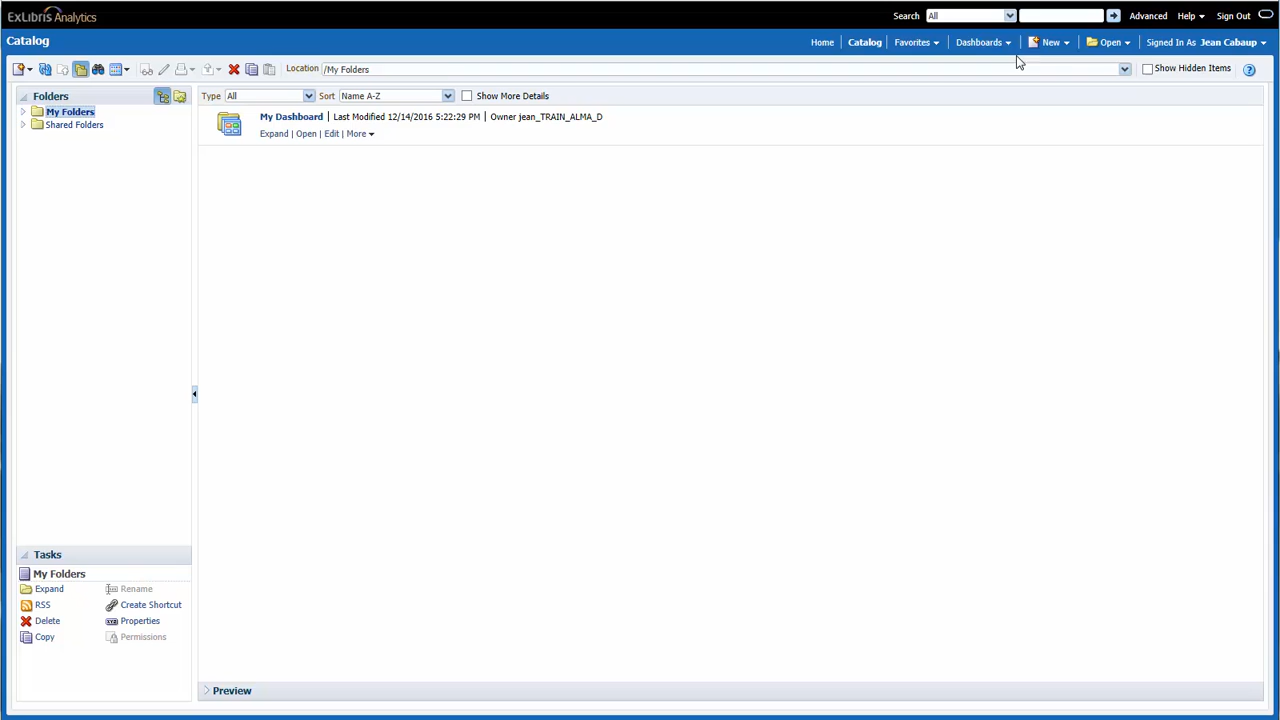 ExLibris Analytics
Search All Advanced Help Sign Out
Catalog Home Catalog Favorites Dashboards New Open Signed In As Jean Cabaup
Location /My Folders Show Hidden Items
Folders
My Folders
Shared Folders
Type All Sort Name A-Z Show More Details
My Dashboard | Last Modified 12/14/2016 5:22:29 PM | Owner jean_TRAIN_ALMA_D
Expand | Open | Edit | More
Tasks
My Folders
Expand Rename
RSS Create Shortcut
Delete Properties
Copy Permissions
Preview